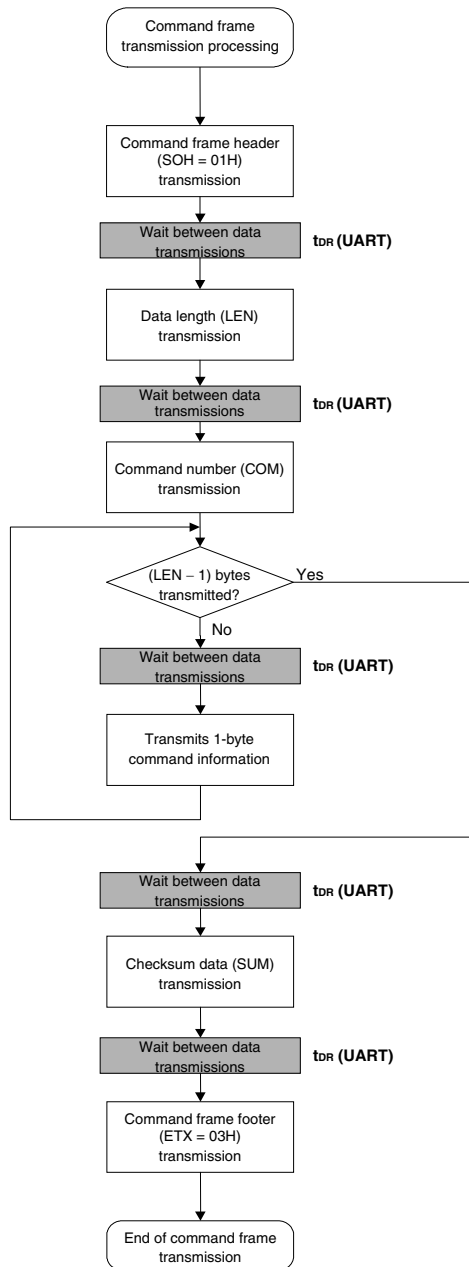 Command frame
transmission processing
Command frame header
(SOH = 01H)
transmission
Wait between data
transmissions
tDR (UART)
Data length (LEN)
transmission
Wait between data
transmissions
tDR (UART)
Command number (COM)
transmission
(LEN – 1) bytes
transmitted?
Yes
No
Wait between data
transmissions
tDR (UART)
Transmits 1-byte
command information
Wait between data
transmissions
tDR (UART)
Checksum data (SUM)
transmission
Wait between data
transmissions
tDR (UART)
Command frame footer
(ETX = 03H)
transmission
End of command frame
transmission